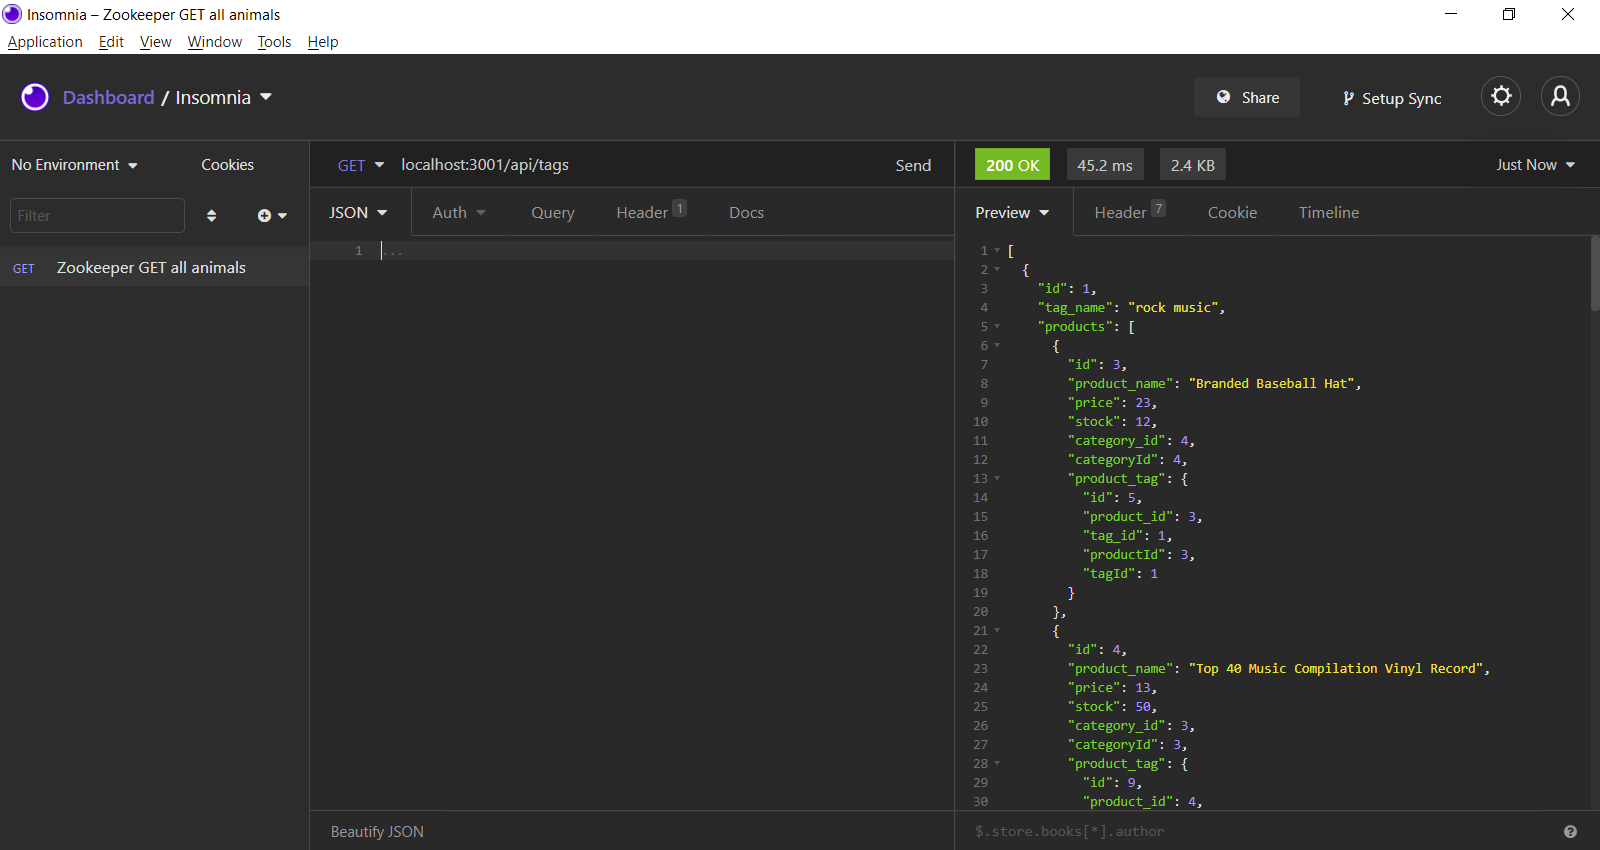 Insomnia – Zookeeper GET all animals
Application Edit View Window Tools Help
Dashboard / Insomnia
Share
Setup Sync
No Environment
Cookies
GET localhost:3001/api/tags
Send
200 OK
45.2 ms
2.4 KB
Just Now
Filter
JSON
Auth
Query
Header 1
Docs
Preview
Header 7
Cookie
Timeline
GET Zookeeper GET all animals
1 ...
1 [
2 {
3 "id": 1,
4 "tag_name": "rock music",
5 "products": [
6 {
7 "id": 3,
8 "product_name": "Branded Baseball Hat",
9 "price": 23,
10 "stock": 12,
11 "category_id": 4,
12 "categoryId": 4,
13 "product_tag": {
14 "id": 5,
15 "product_id": 3,
16 "tag_id": 1,
17 "productId": 3,
18 "tagId": 1
19 }
20 },
21 {
22 "id": 4,
23 "product_name": "Top 40 Music Compilation Vinyl Record",
24 "price": 13,
25 "stock": 50,
26 "category_id": 3,
27 "categoryId": 3,
28 "product_tag": {
29 "id": 9,
30 "product_id": 4,
Beautify JSON
$.store.books[*].author